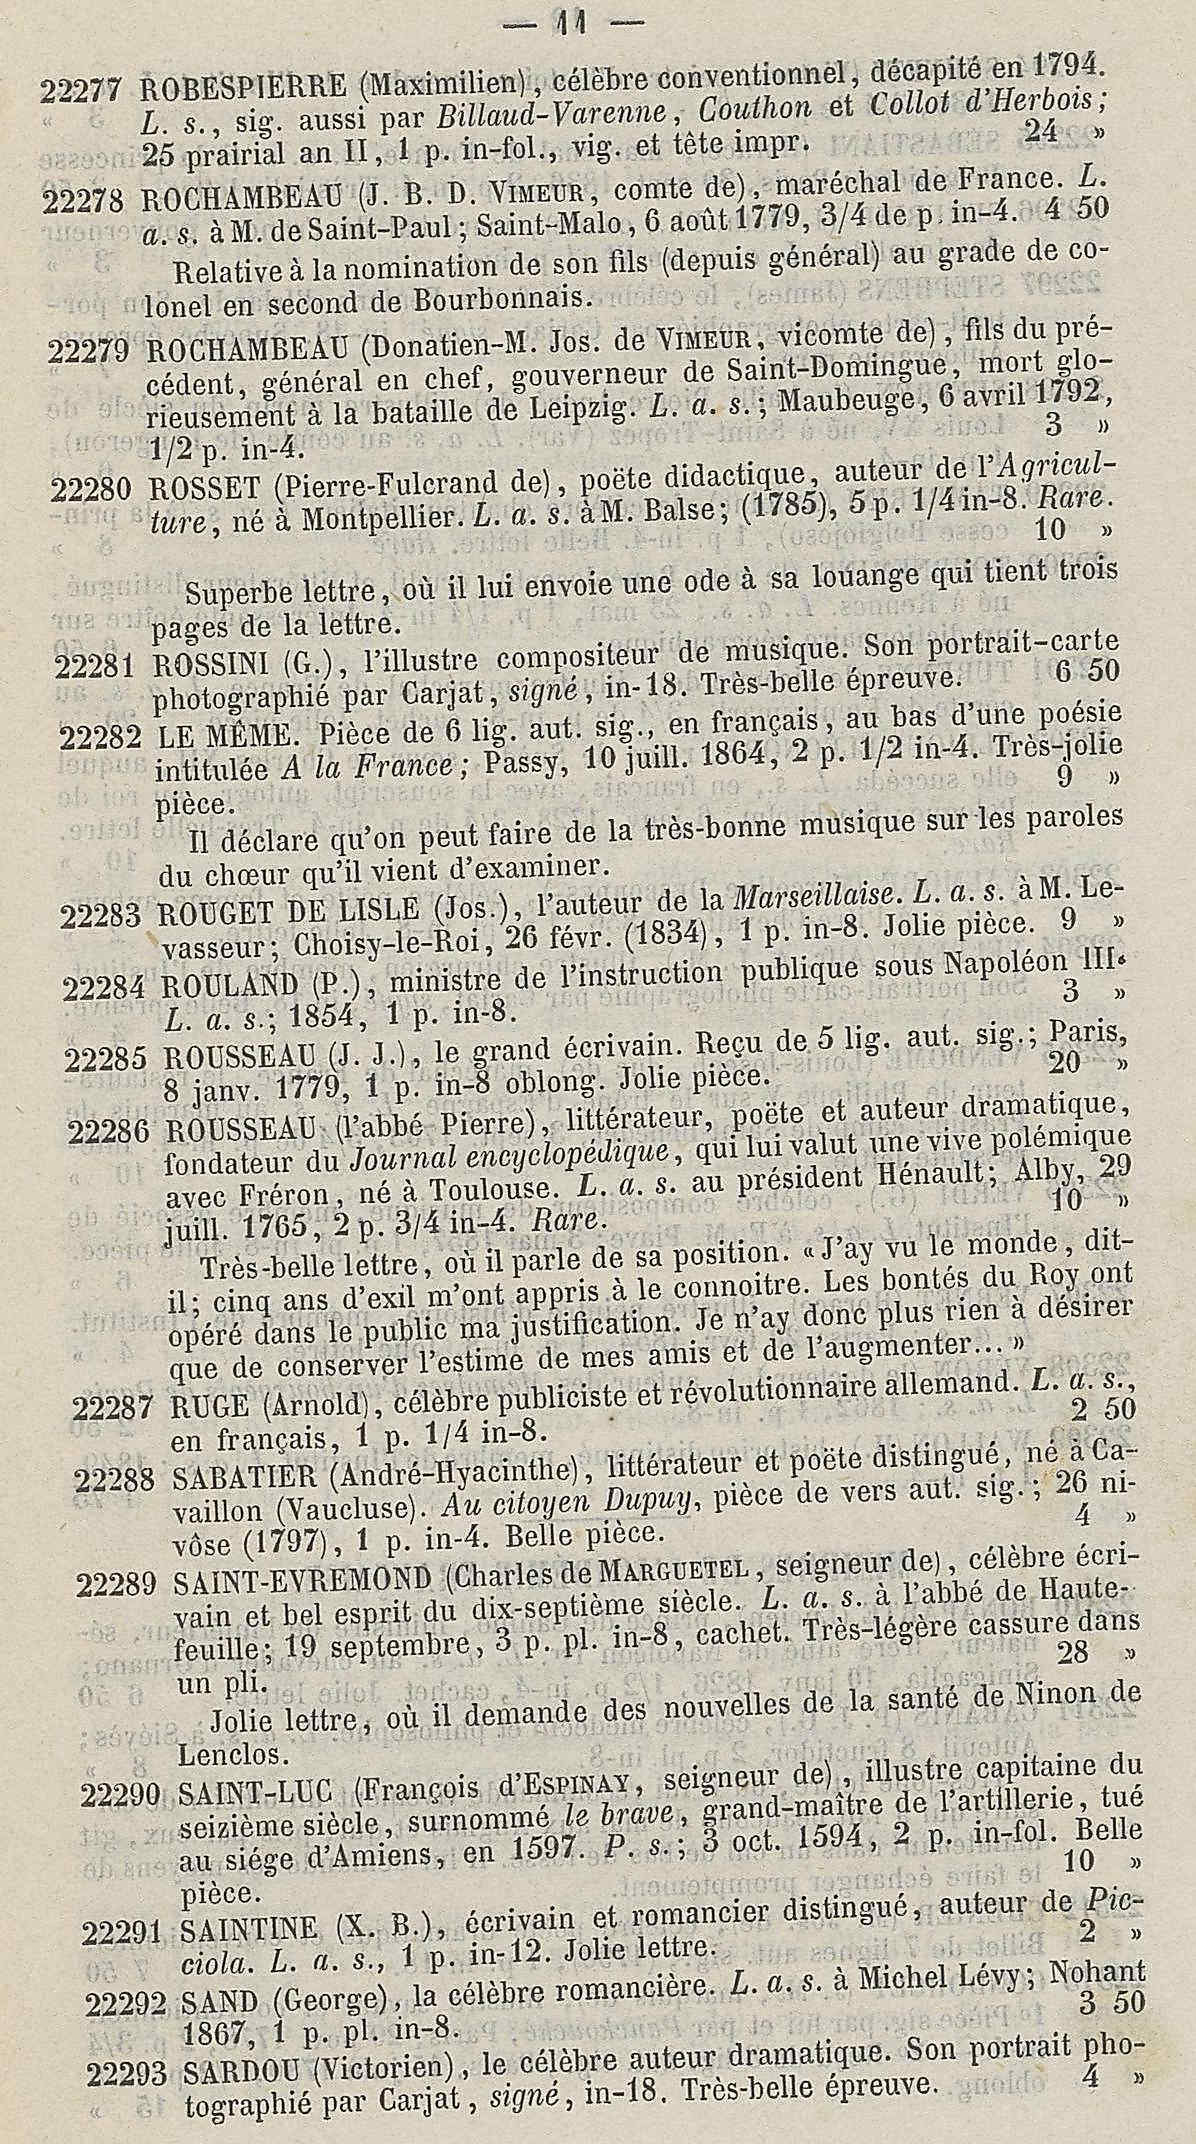 — 11 —
22277 ROBESPIERRE (Maximilien), célèbre conventionnel, décapité en 1794.
L. s., sig. aussi par Billaud-Varenne, Couthon et Collot d'Herbois;
25 prairial an II, 1 p. in-fol., vig. et tête impr. 24 »
22278 ROCHAMBEAU (J. B. D. VIMEUR, comte de), maréchal de France. L.
a. s. à M. de Saint-Paul; Saint-Malo, 6 août 1779, 3/4 de p. in-4. 4 50
Relative à la nomination de son fils (depuis général) au grade de co-
lonel en second de Bourbonnais.
22279 ROCHAMBEAU (Donatien-M. Jos. de VIMEUR, vicomte de), fils du pré-
cédent, général en chef, gouverneur de Saint-Domingue, mort glo-
rieusement à la bataille de Leipzig. L. a. s.; Maubeuge, 6 avril 1792,
1/2 p. in-4. 3 »
22280 ROSSET (Pierre-Fulcrand de), poëte didactique, auteur de l'Agricul-
ture, né à Montpellier. L. a. s. à M. Balse; (1785), 5 p. 1/4 in-8. Rare.
10 »
Superbe lettre, où il lui envoie une ode à sa louange qui tient trois
pages de la lettre.
22281 ROSSINI (G.), l'illustre compositeur de musique. Son portrait-carte
photographié par Carjat, signé, in-18. Très-belle épreuve. 6 50
22282 LE MÊME. Pièce de 6 lig. aut. sig., en français, au bas d'une poésie
intitulée A la France; Passy, 10 juill. 1864, 2 p. 1/2 in-4. Très-jolie
pièce. 9 »
Il déclare qu'on peut faire de la très-bonne musique sur les paroles
du chœur qu'il vient d'examiner.
22283 ROUGET DE LISLE (Jos.), l'auteur de la Marseillaise. L. a. s. à M. Le-
vasseur; Choisy-le-Roi, 26 févr. (1834), 1 p. in-8. Jolie pièce. 9 »
22284 ROULAND (P.), ministre de l'instruction publique sous Napoléon III.
L. a. s.; 1854, 1 p. in-8. 3 »
22285 ROUSSEAU (J. J.), le grand écrivain. Reçu de 5 lig. aut. sig.; Paris,
8 janv. 1779, 1 p. in-8 oblong. Jolie pièce. 20 »
22286 ROUSSEAU (l'abbé Pierre), littérateur, poëte et auteur dramatique,
fondateur du Journal encyclopédique, qui lui valut une vive polémique
avec Fréron, né à Toulouse. L. a. s. au président Hénault; Alby, 29
juill. 1765, 2 p. 3/4 in-4. Rare. 10 »
Très-belle lettre, où il parle de sa position. « J'ay vu le monde, dit-
il; cinq ans d'exil m'ont appris à le connoitre. Les bontés du Roy ont
opéré dans le public ma justification. Je n'ay donc plus rien à désirer
que de conserver l'estime de mes amis et de l'augmenter... »
22287 RUGE (Arnold), célèbre publiciste et révolutionnaire allemand. L. a. s.,
en français, 1 p. 1/4 in-8. 2 50
22288 SABATIER (André-Hyacinthe), littérateur et poëte distingué, né à Ca-
vaillon (Vaucluse). Au citoyen Dupuy, pièce de vers aut. sig.; 26 ni-
vôse (1797), 1 p. in-4. Belle pièce. 4 »
22289 SAINT-EVREMOND (Charles de MARGUETEL, seigneur de), célèbre écri-
vain et bel esprit du dix-septième siècle. L. a. s. à l'abbé de Haute-
feuille; 19 septembre, 3 p. pl. in-8, cachet. Très-légère cassure dans
un pli. 28 »
Jolie lettre, où il demande des nouvelles de la santé de Ninon de
Lenclos.
22290 SAINT-LUC (François d'ESPINAY, seigneur de), illustre capitaine du
seizième siècle, surnommé le brave, grand-maître de l'artillerie, tué
au siége d'Amiens, en 1597. P. s.; 3 oct. 1594, 2 p. in-fol. Belle
pièce. 10 »
22291 SAINTINE (X. B.), écrivain et romancier distingué, auteur de Pic-
ciola. L. a. s., 1 p. in-12. Jolie lettre. 2 »
22292 SAND (George), la célèbre romancière. L. a. s. à Michel Lévy; Nohant
1867, 1 p. pl. in-8. 3 50
22293 SARDOU (Victorien), le célèbre auteur dramatique. Son portrait pho-
tographié par Carjat, signé, in-18. Très-belle épreuve. 4 »